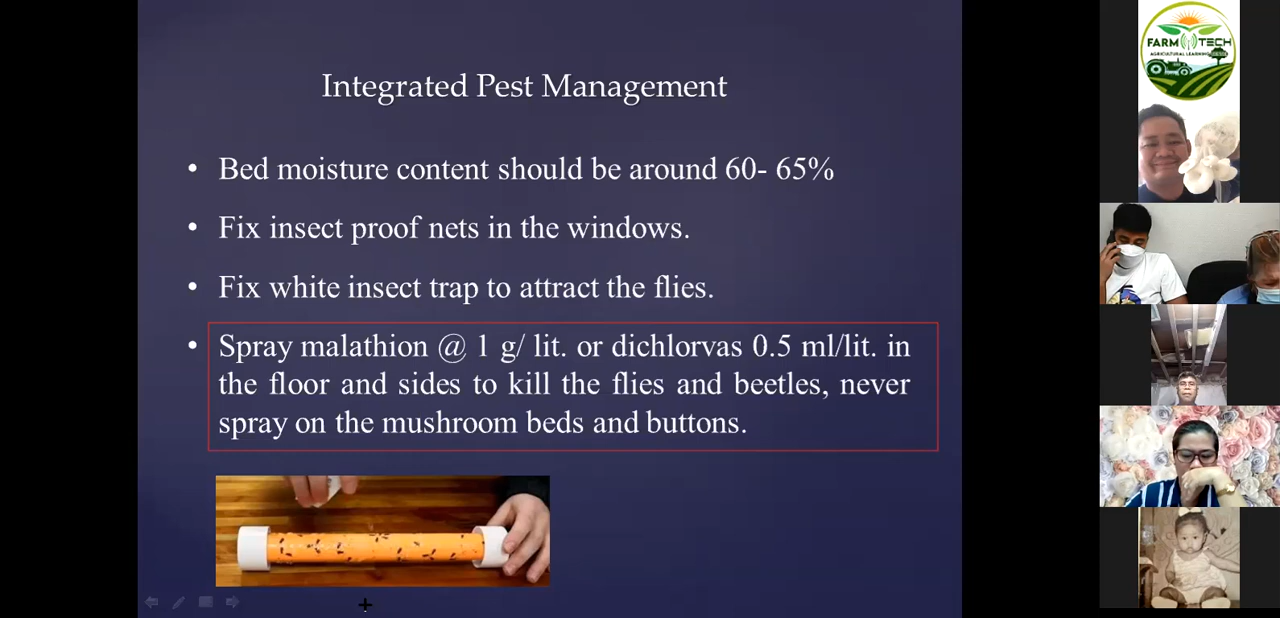 Integrated Pest Management
• Bed moisture content should be around 60- 65%
• Fix insect proof nets in the windows.
• Fix white insect trap to attract the flies.
• Spray malathion @ 1 g/ lit. or dichlorvas 0.5 ml/lit. in
the floor and sides to kill the flies and beetles, never
spray on the mushroom beds and buttons.
FARM TECH
AGRICULTURAL LEARNING CENTER